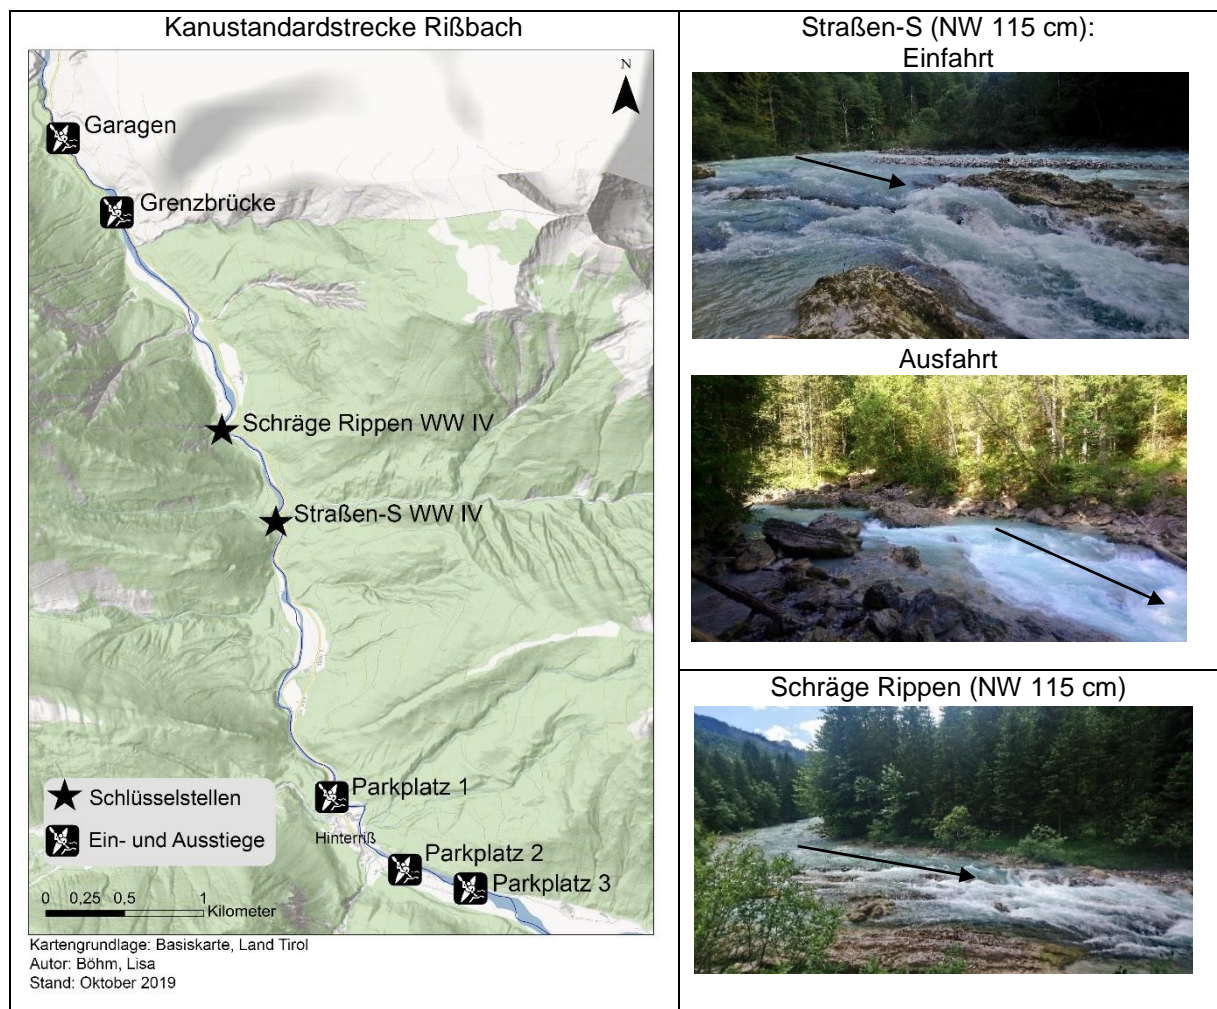 Kanustandardstrecke Rißbach
N
Garagen
Grenzbrücke
Schräge Rippen WW IV
Straßen-S WW IV
Parkplatz 1
Hinterriß
Parkplatz 2
Parkplatz 3
Schlüsselstellen
Ein- und Ausstiege
0 0,25 0,5 1
Kilometer
Kartengrundlage: Basiskarte, Land Tirol
Autor: Böhm, Lisa
Stand: Oktober 2019
Straßen-S (NW 115 cm):
Einfahrt
Ausfahrt
Schräge Rippen (NW 115 cm)